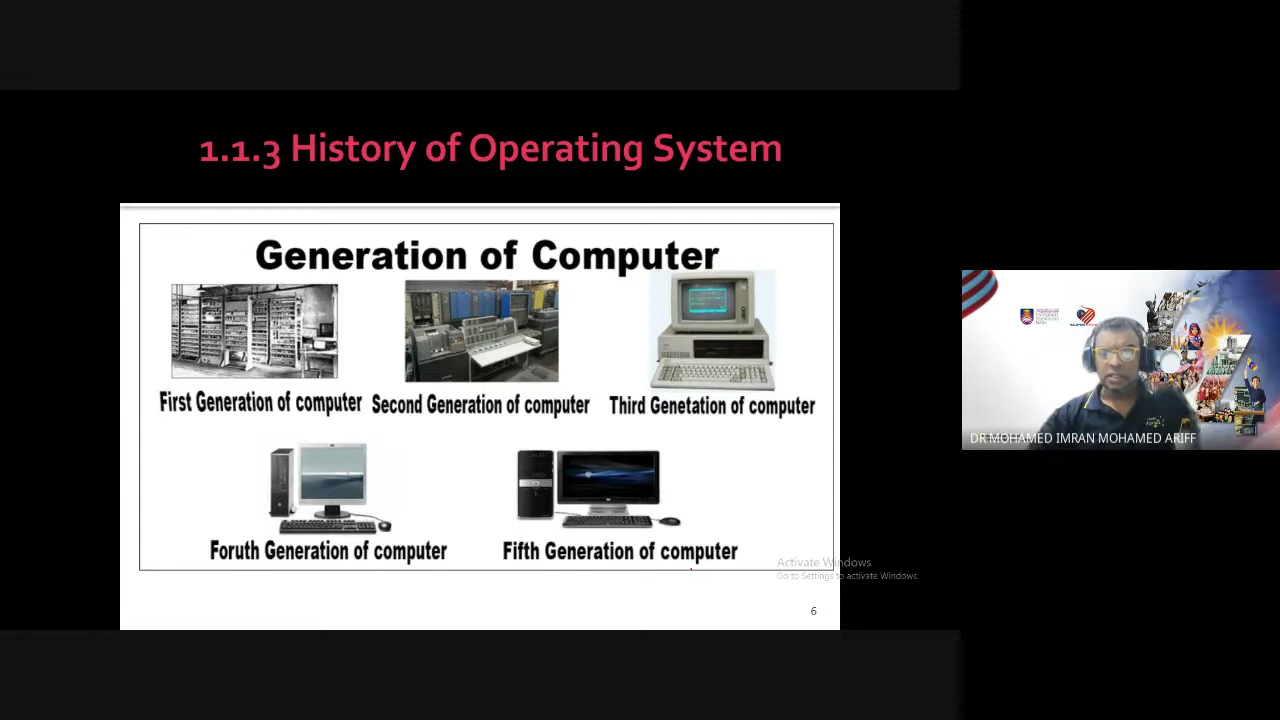 1.1.3 History of Operating System
Generation of Computer
First Generation of computer
Second Generation of computer
Third Genetation of computer
Foruth Generation of computer
Fifth Generation of computer
Activate Windows
Go to Settings to activate Windows.
6
DR MOHAMED IMRAN MOHAMED ARIFF